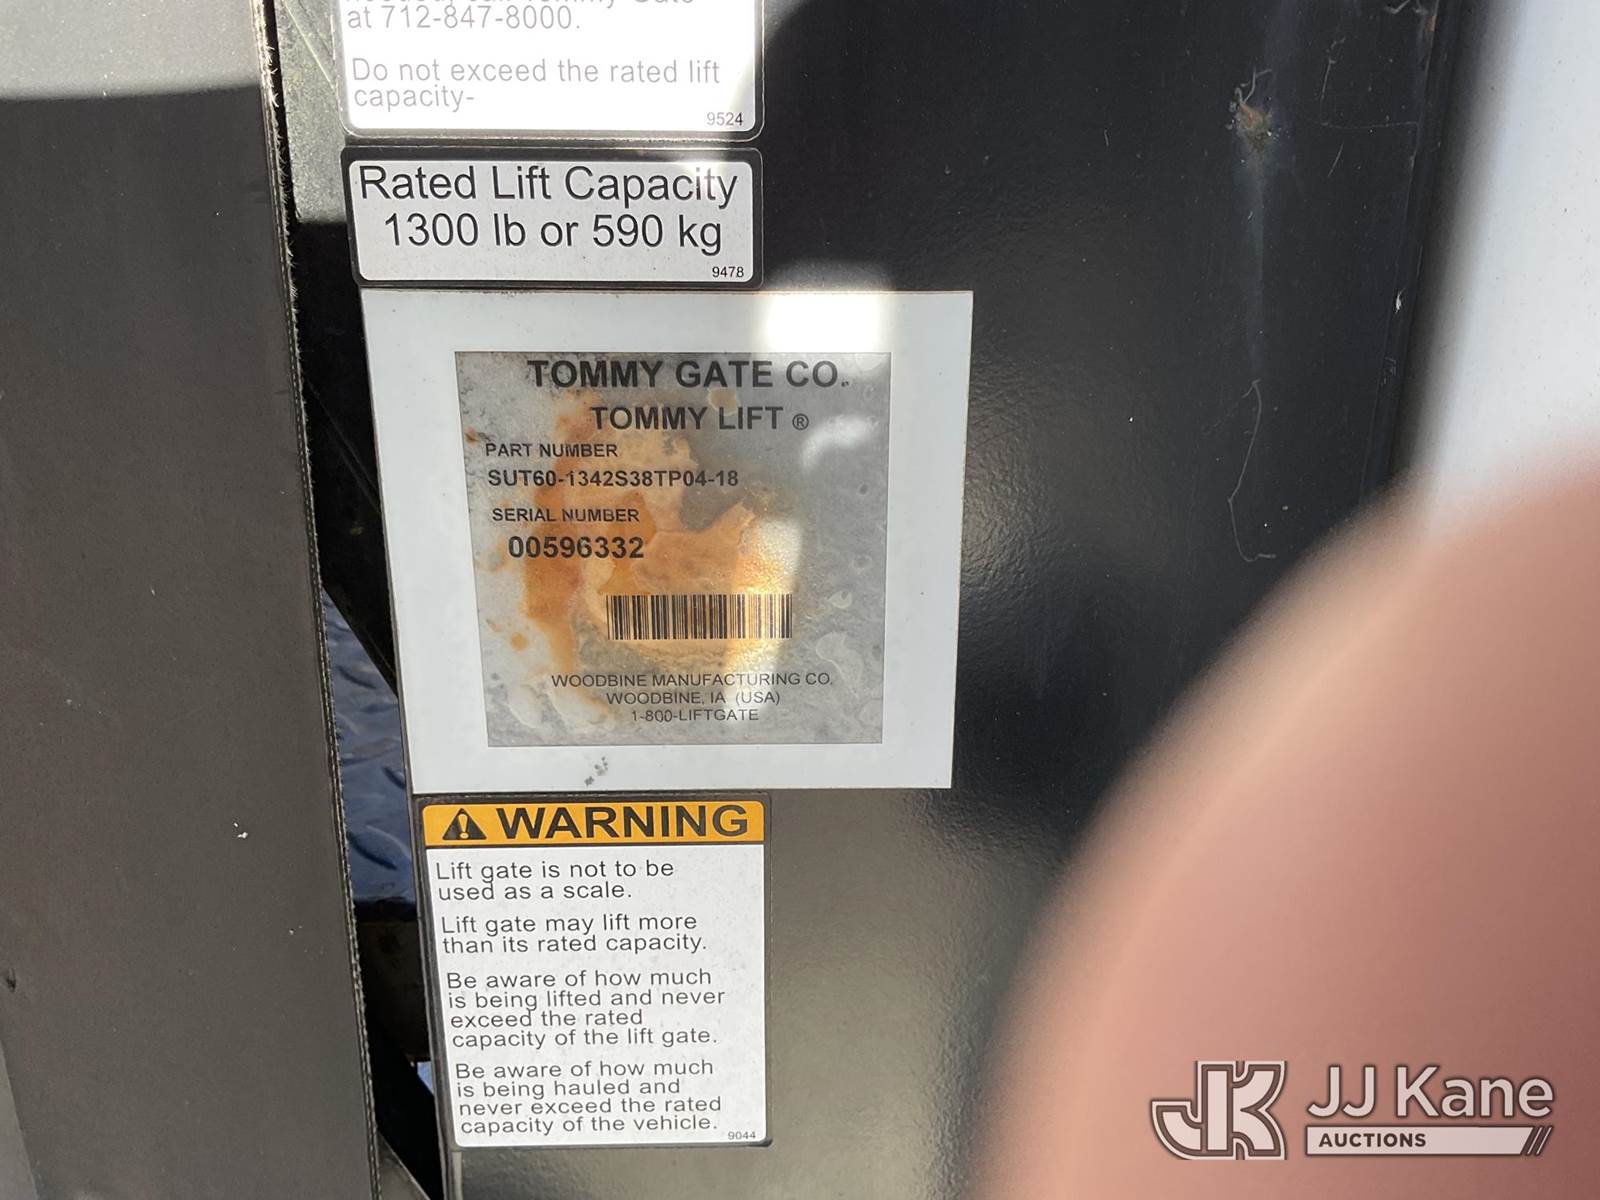 at 712-847-8000.
Do not exceed the rated lift
capacity-
9524
Rated Lift Capacity
1300 lb or 590 kg
9478
TOMMY GATE CO.
TOMMY LIFT ®
PART NUMBER
SUT60-1342S38TP04-18
SERIAL NUMBER
00596332
WOODBINE MANUFACTURING CO.
WOODBINE, IA (USA)
1-800-LIFTGATE
WARNING
Lift gate is not to be
used as a scale.
Lift gate may lift more
than its rated capacity.
Be aware of how much
is being lifted and never
exceed the rated
capacity of the lift gate.
Be aware of how much
is being hauled and
never exceed the rated
capacity of the vehicle.
9044
JK JJ Kane
AUCTIONS